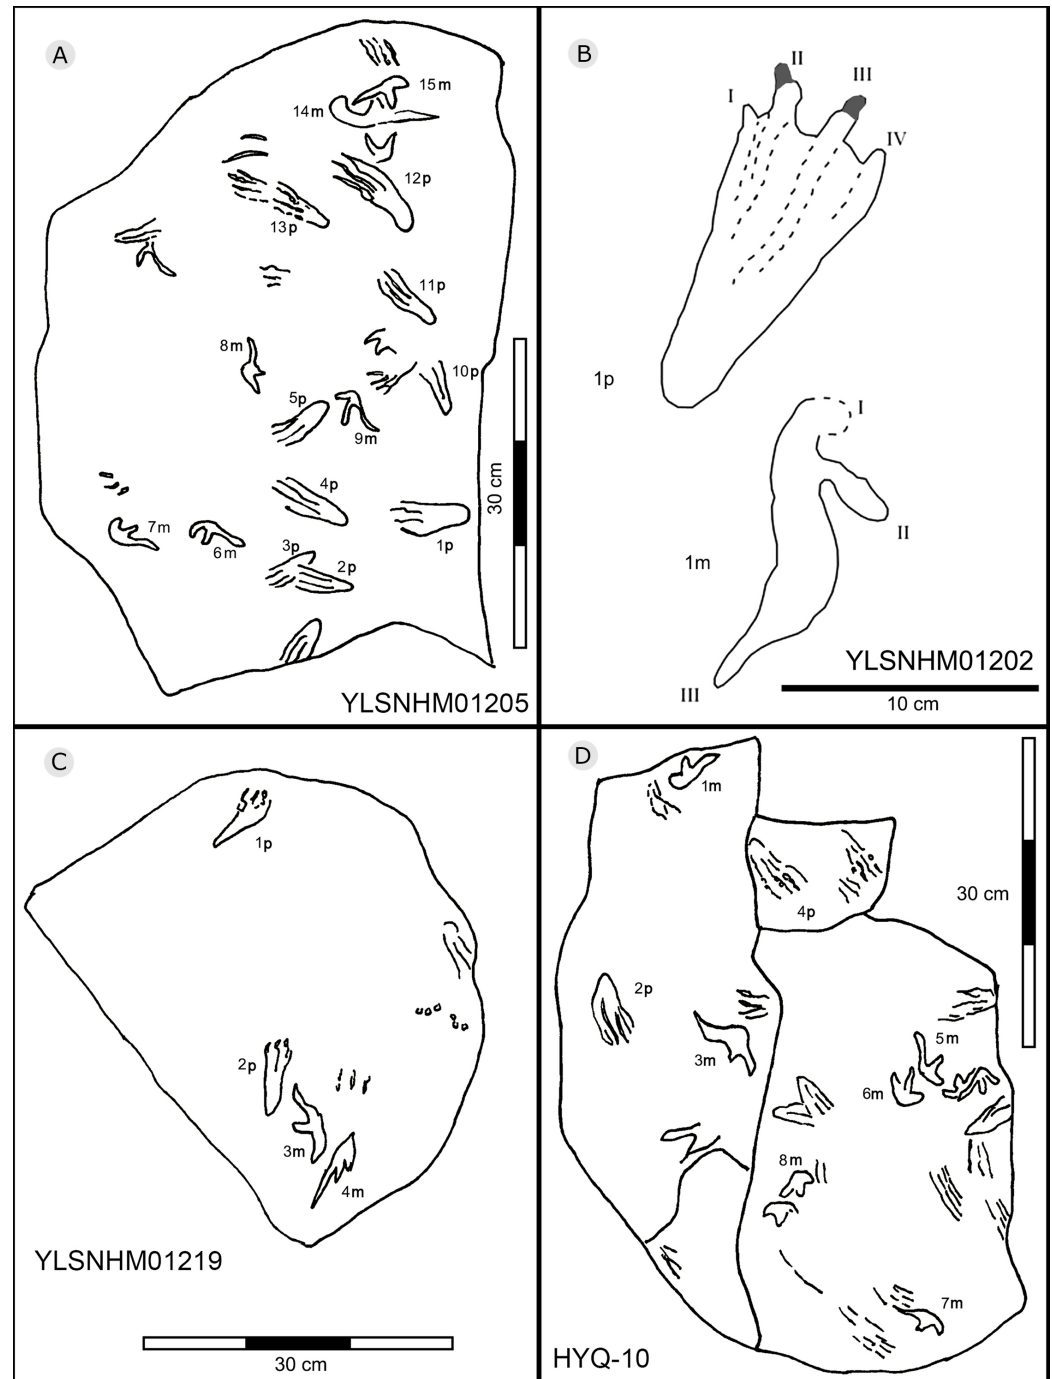 A
15m
14m
12p
13p
11p
8m
10p
5p
9m
30 cm
4p
7m
6m
1p
3p
2p
YLSNHM01205
B
II
III
I
IV
1p
I
II
1m
YLSNHM01202
III
10 cm
C
1p
2p
3m
4m
YLSNHM01219
30 cm
D
1m
30 cm
4p
2p
5m
3m
6m
8m
7m
HYQ-10